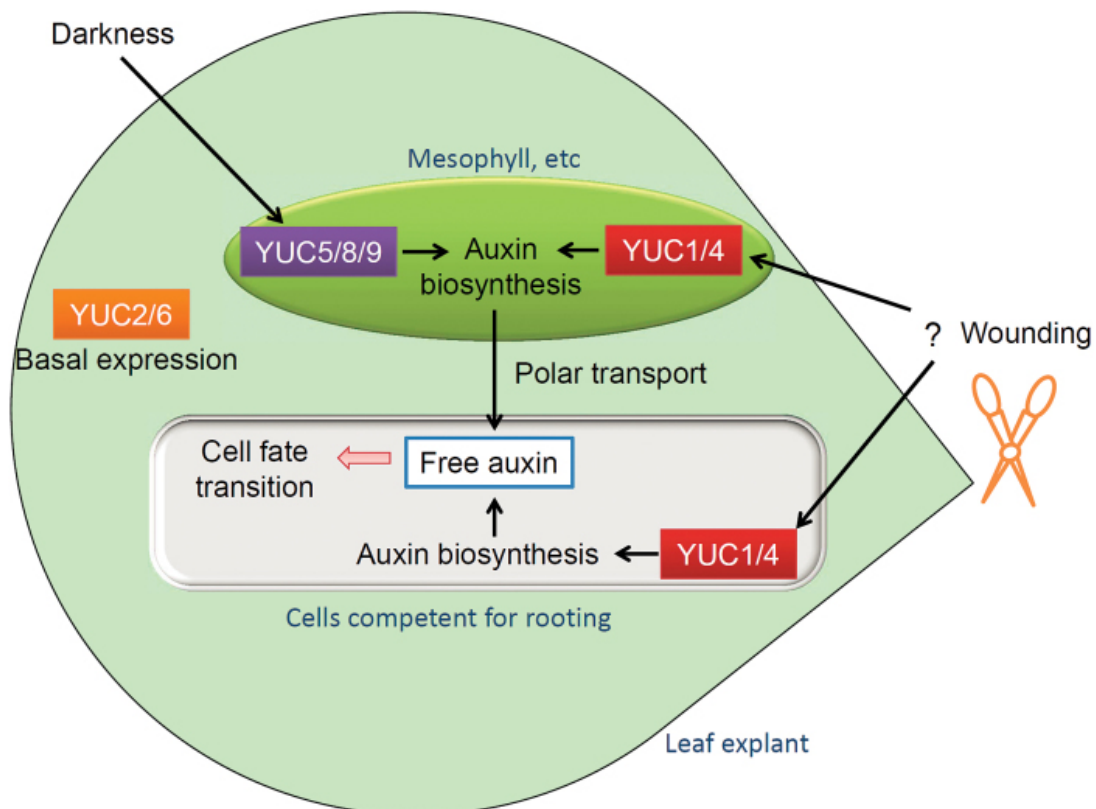 Darkness
Mesophyll, etc
YUC5/8/9
Auxin
biosynthesis
YUC1/4
YUC2/6
Basal expression
? Wounding
Polar transport
Cell fate
transition
Free auxin
Auxin biosynthesis
YUC1/4
Cells competent for rooting
Leaf explant